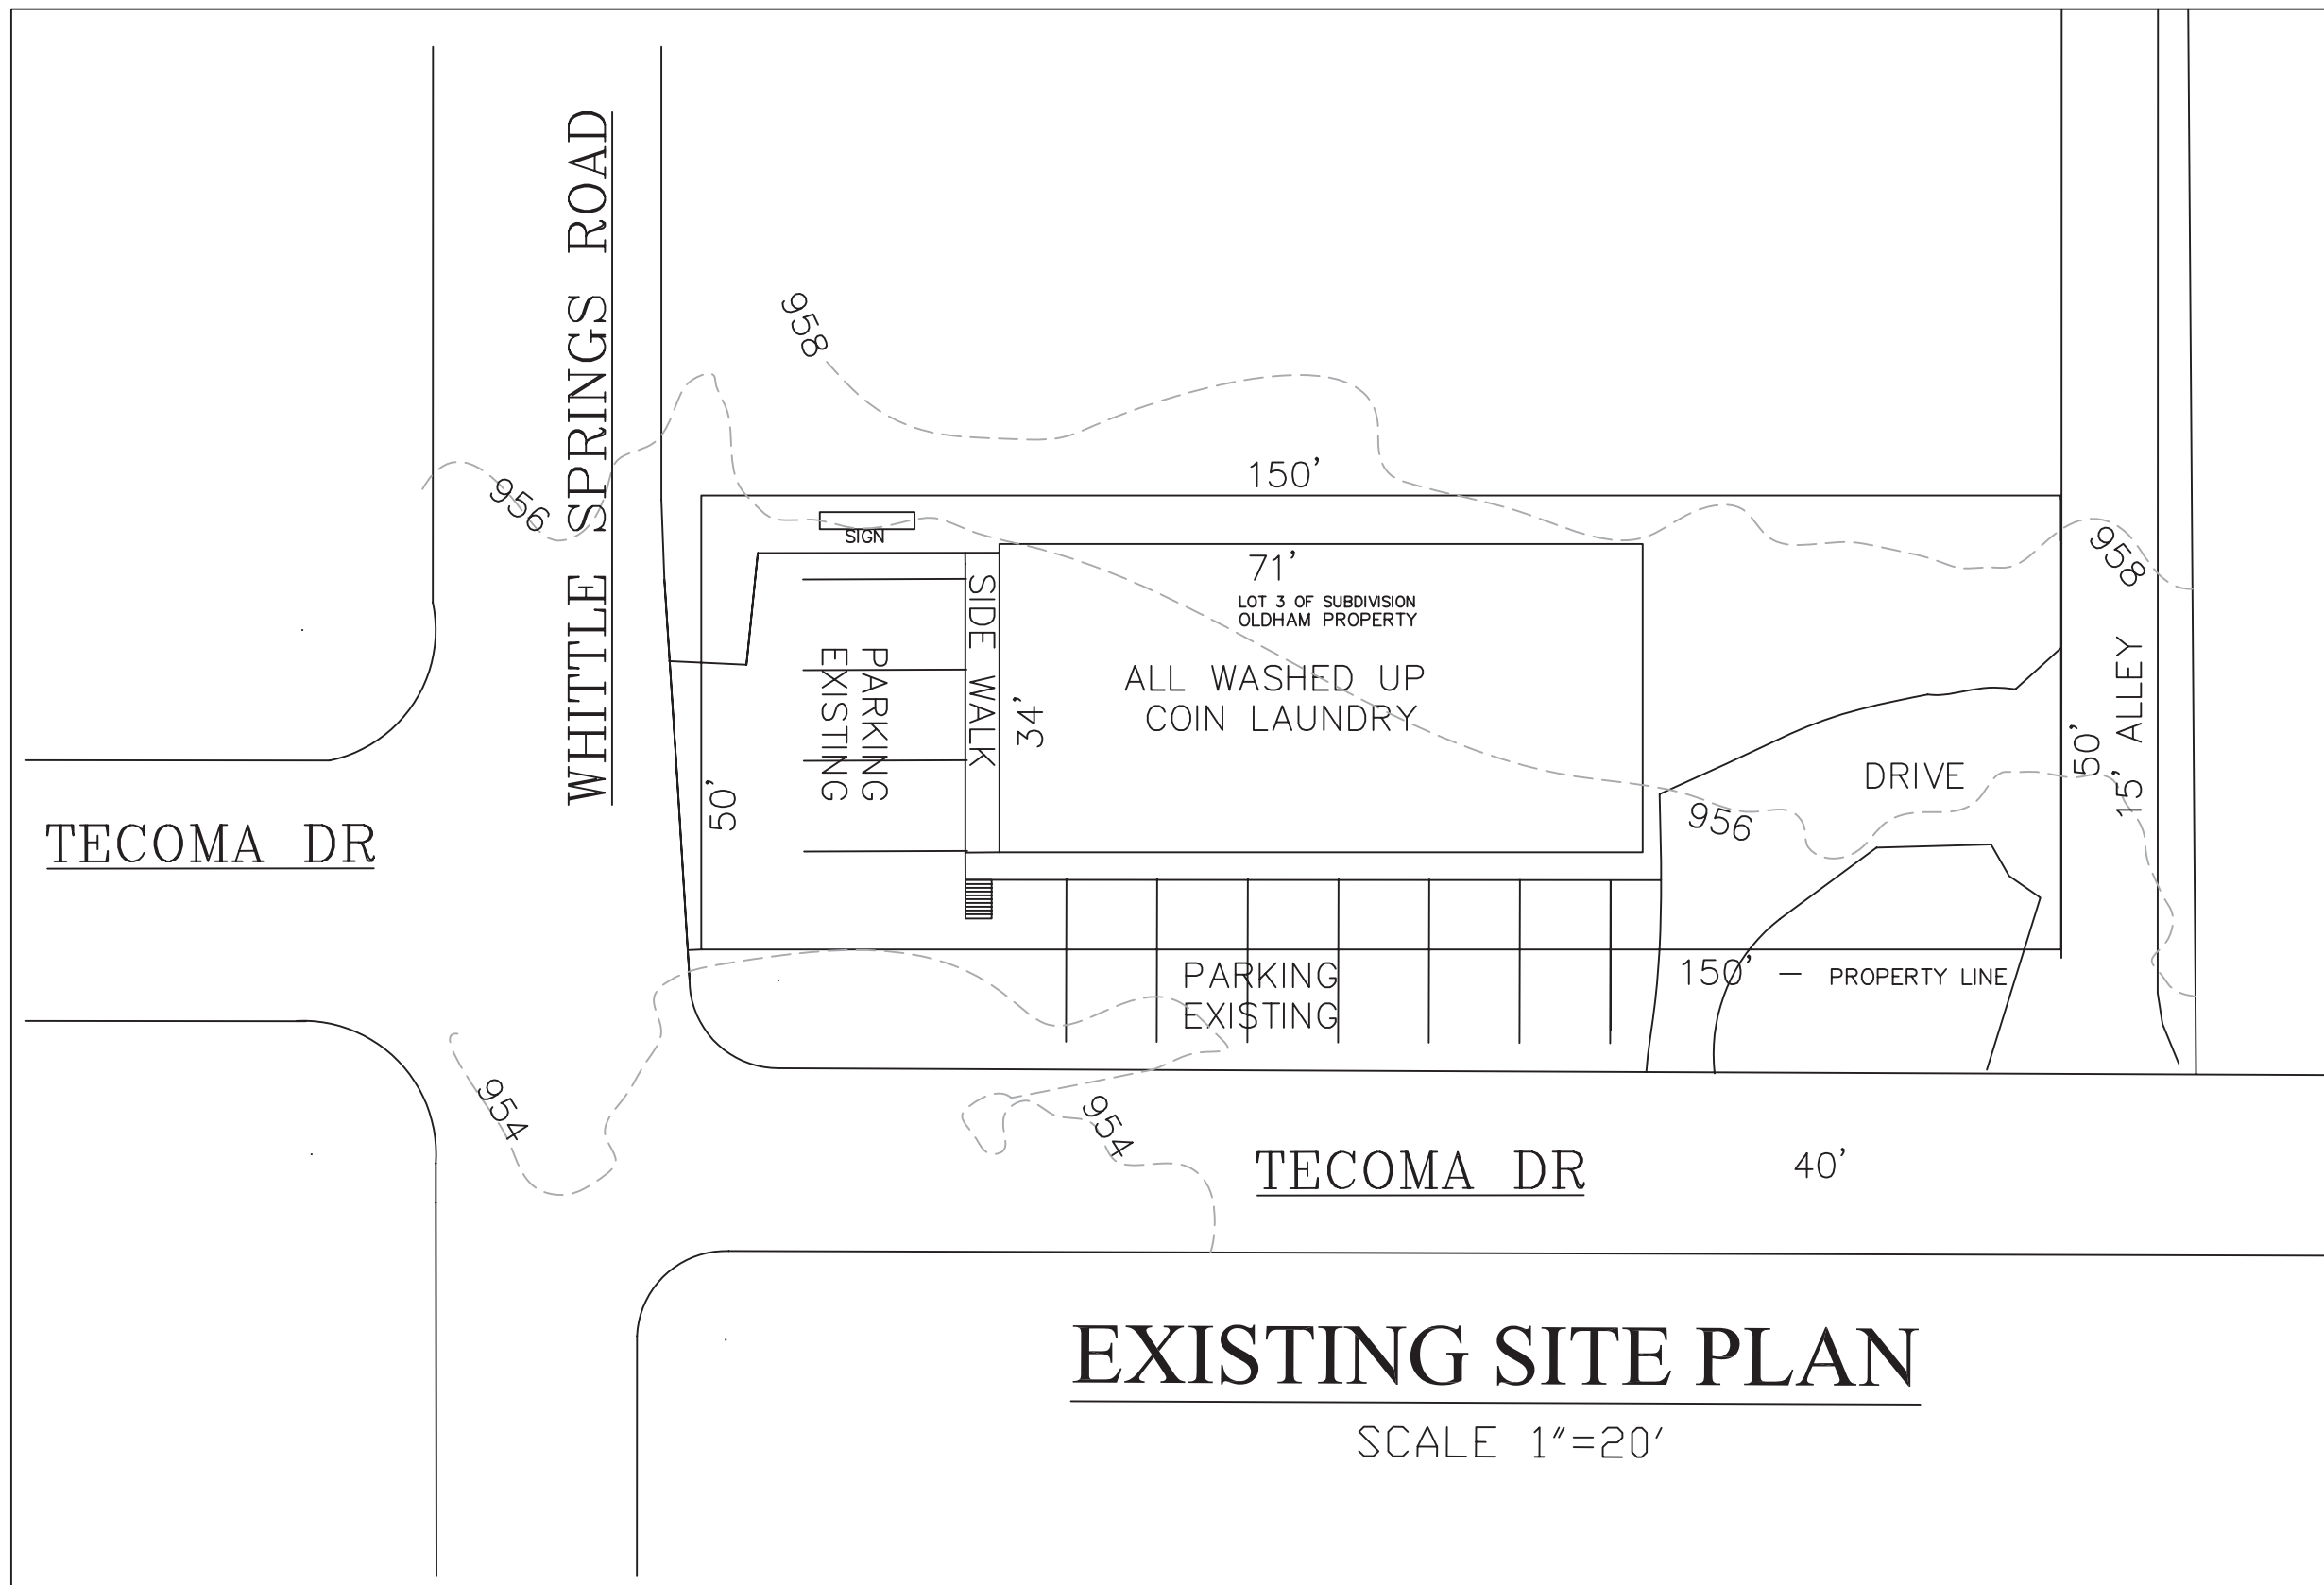 WHITTLE SPRINGS ROAD
958
956
150'
SIGN
71'
LOT 3 OF SUBDIVISION
OLDHAM PROPERTY
958
SIDE WALK
ALL WASHED UP
COIN LAUNDRY
34'
PARKING
EXISTING
50'
DRIVE
50'
15' ALLEY
956
TECOMA DR
PARKING
EXISTING
150' — PROPERTY LINE
954
954
TECOMA DR
40'
EXISTING SITE PLAN
SCALE 1"=20'